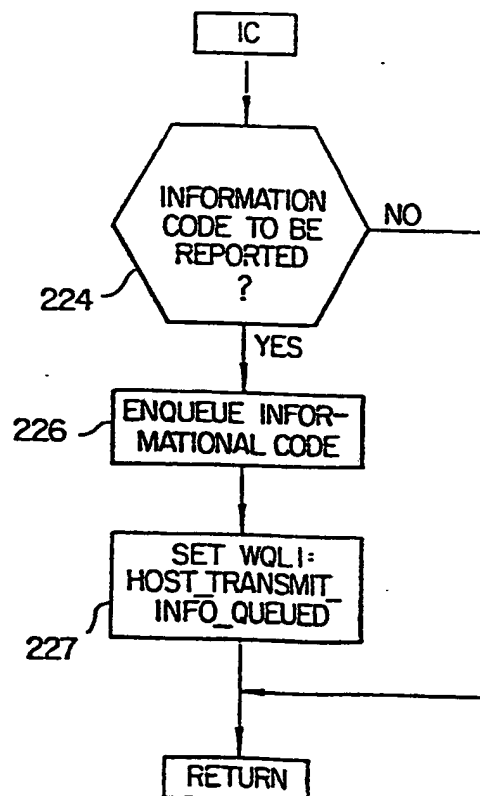 IC
INFORMATION
CODE TO BE
REPORTED
?
NO
224
YES
ENQUEUE INFOR-
MATIONAL CODE
226
SET WQLI:
HOST_TRANSMIT_
INFO_QUEUED
227
RETURN